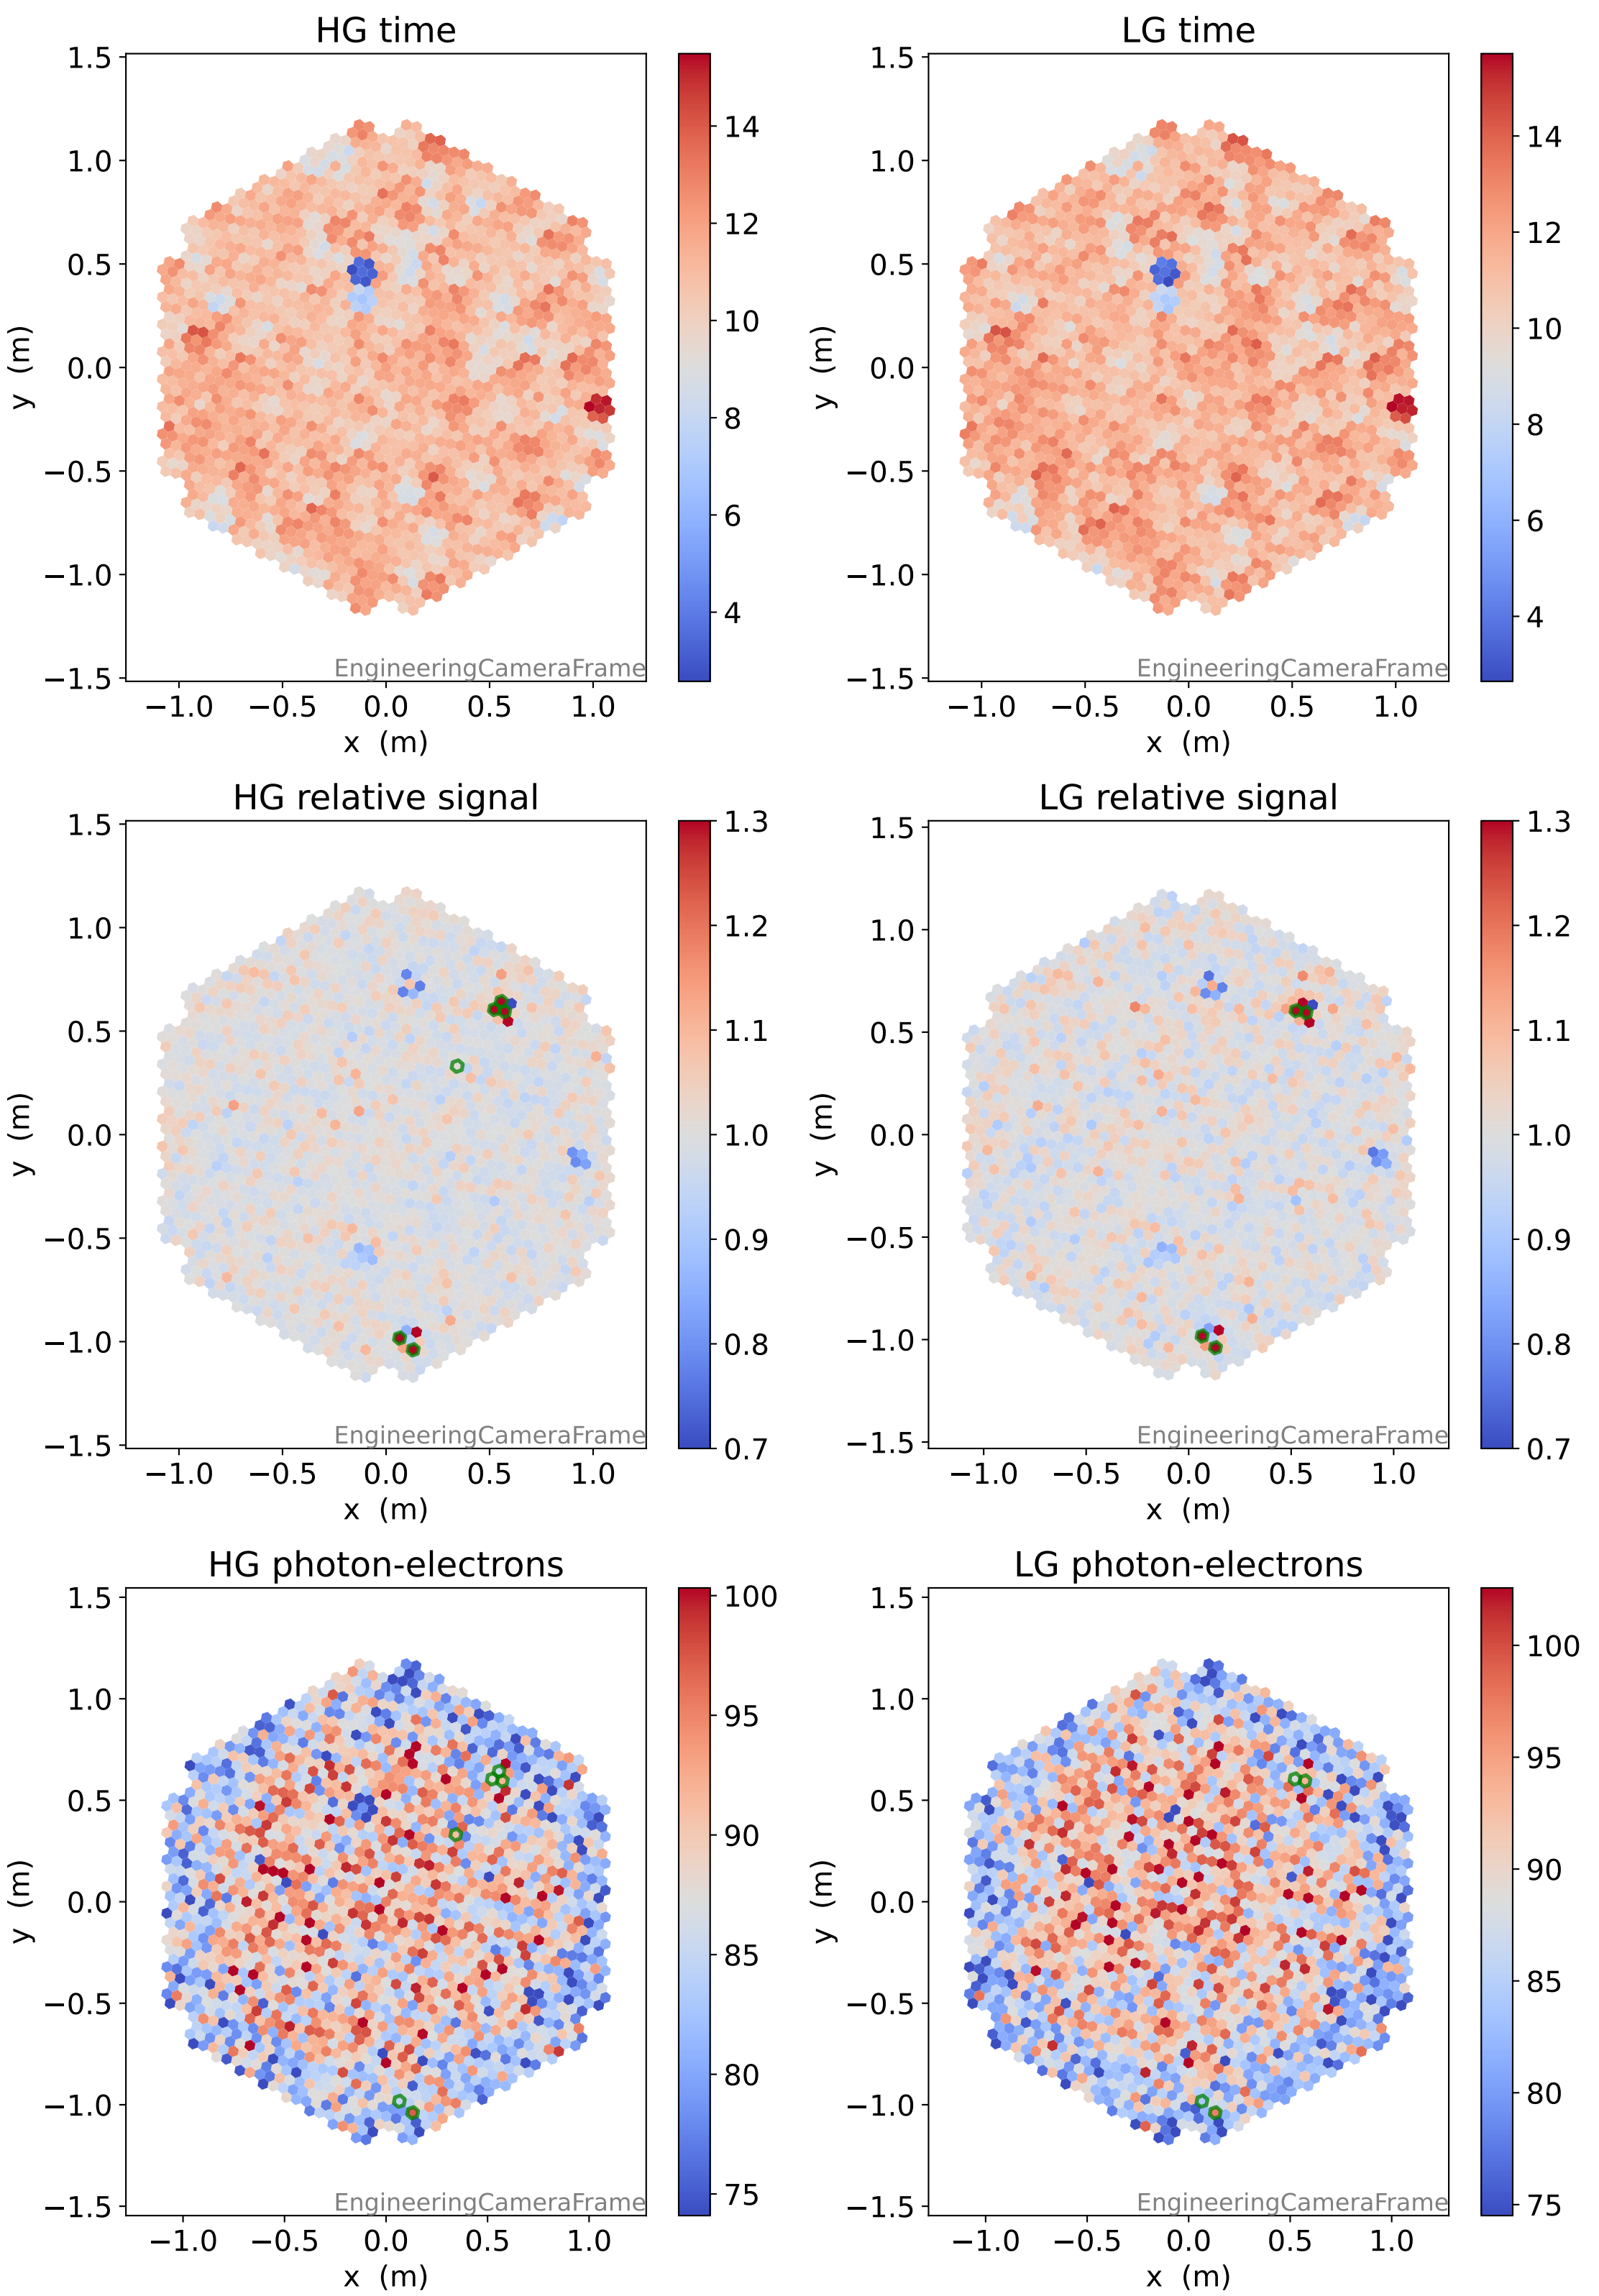 HG time
1.5
1.0
0.5
0.0
−0.5
−1.0
−1.5
y (m)
EngineeringCameraFrame
−1.0 −0.5 0.0 0.5 1.0
x (m)
14
12
10
8
6
4
LG time
1.5
1.0
0.5
0.0
−0.5
−1.0
−1.5
y (m)
EngineeringCameraFrame
−1.0 −0.5 0.0 0.5 1.0
x (m)
14
12
10
8
6
4
HG relative signal
1.5
1.0
0.5
0.0
−0.5
−1.0
−1.5
y (m)
EngineeringCameraFrame
−1.0 −0.5 0.0 0.5 1.0
x (m)
1.3
1.2
1.1
1.0
0.9
0.8
0.7
LG relative signal
1.5
1.0
0.5
0.0
−0.5
−1.0
−1.5
y (m)
EngineeringCameraFrame
−1.0 −0.5 0.0 0.5 1.0
x (m)
1.3
1.2
1.1
1.0
0.9
0.8
0.7
HG photon-electrons
1.5
1.0
0.5
0.0
−0.5
−1.0
−1.5
y (m)
EngineeringCameraFrame
−1.0 −0.5 0.0 0.5 1.0
x (m)
100
95
90
85
80
75
LG photon-electrons
1.5
1.0
0.5
0.0
−0.5
−1.0
−1.5
y (m)
EngineeringCameraFrame
−1.0 −0.5 0.0 0.5 1.0
x (m)
100
95
90
85
80
75